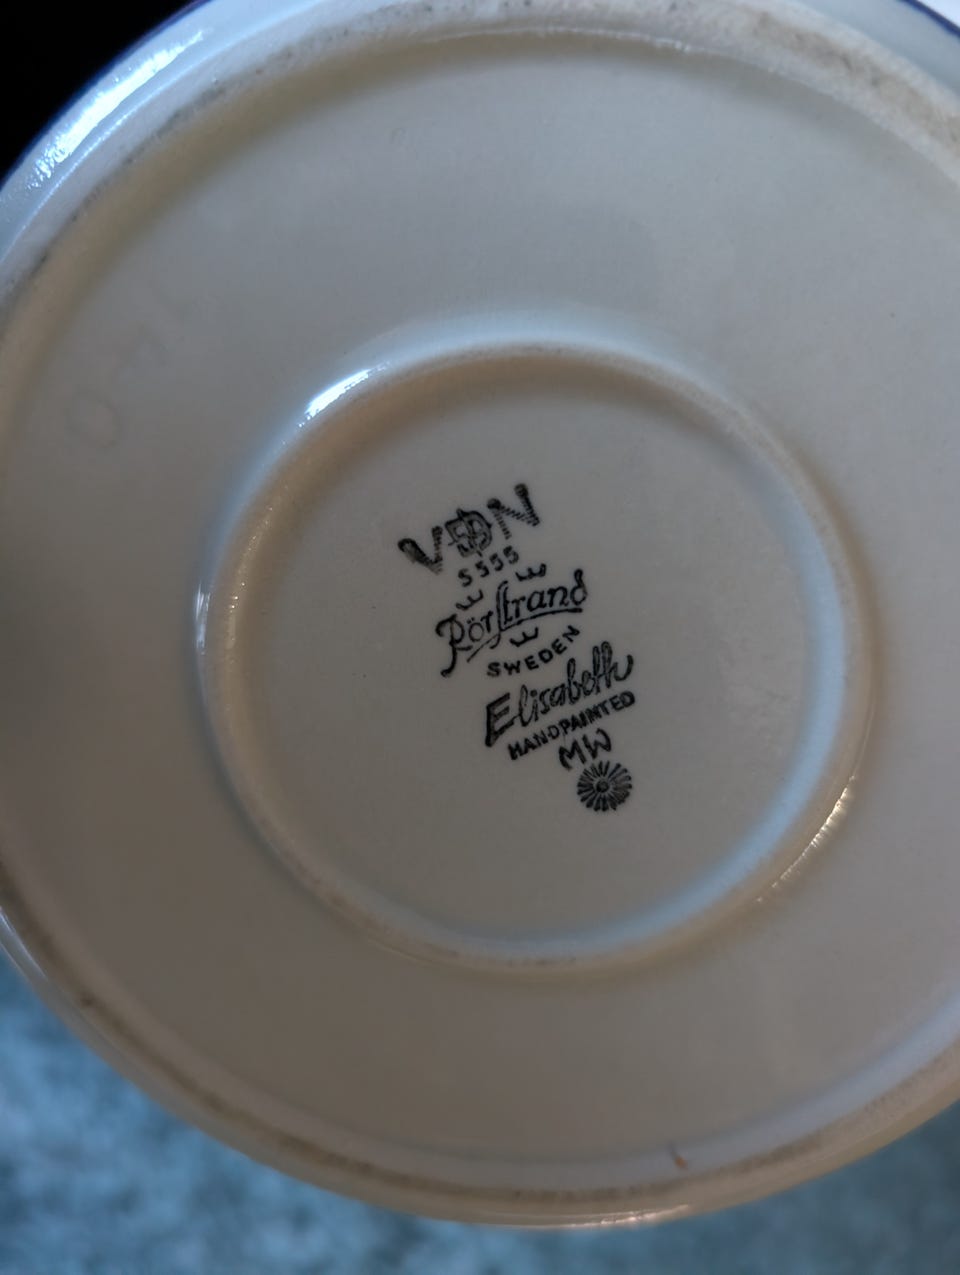 VDN
5555
Rörstrand
SWEDEN
Elisabeth
HANDPAINTED
MW